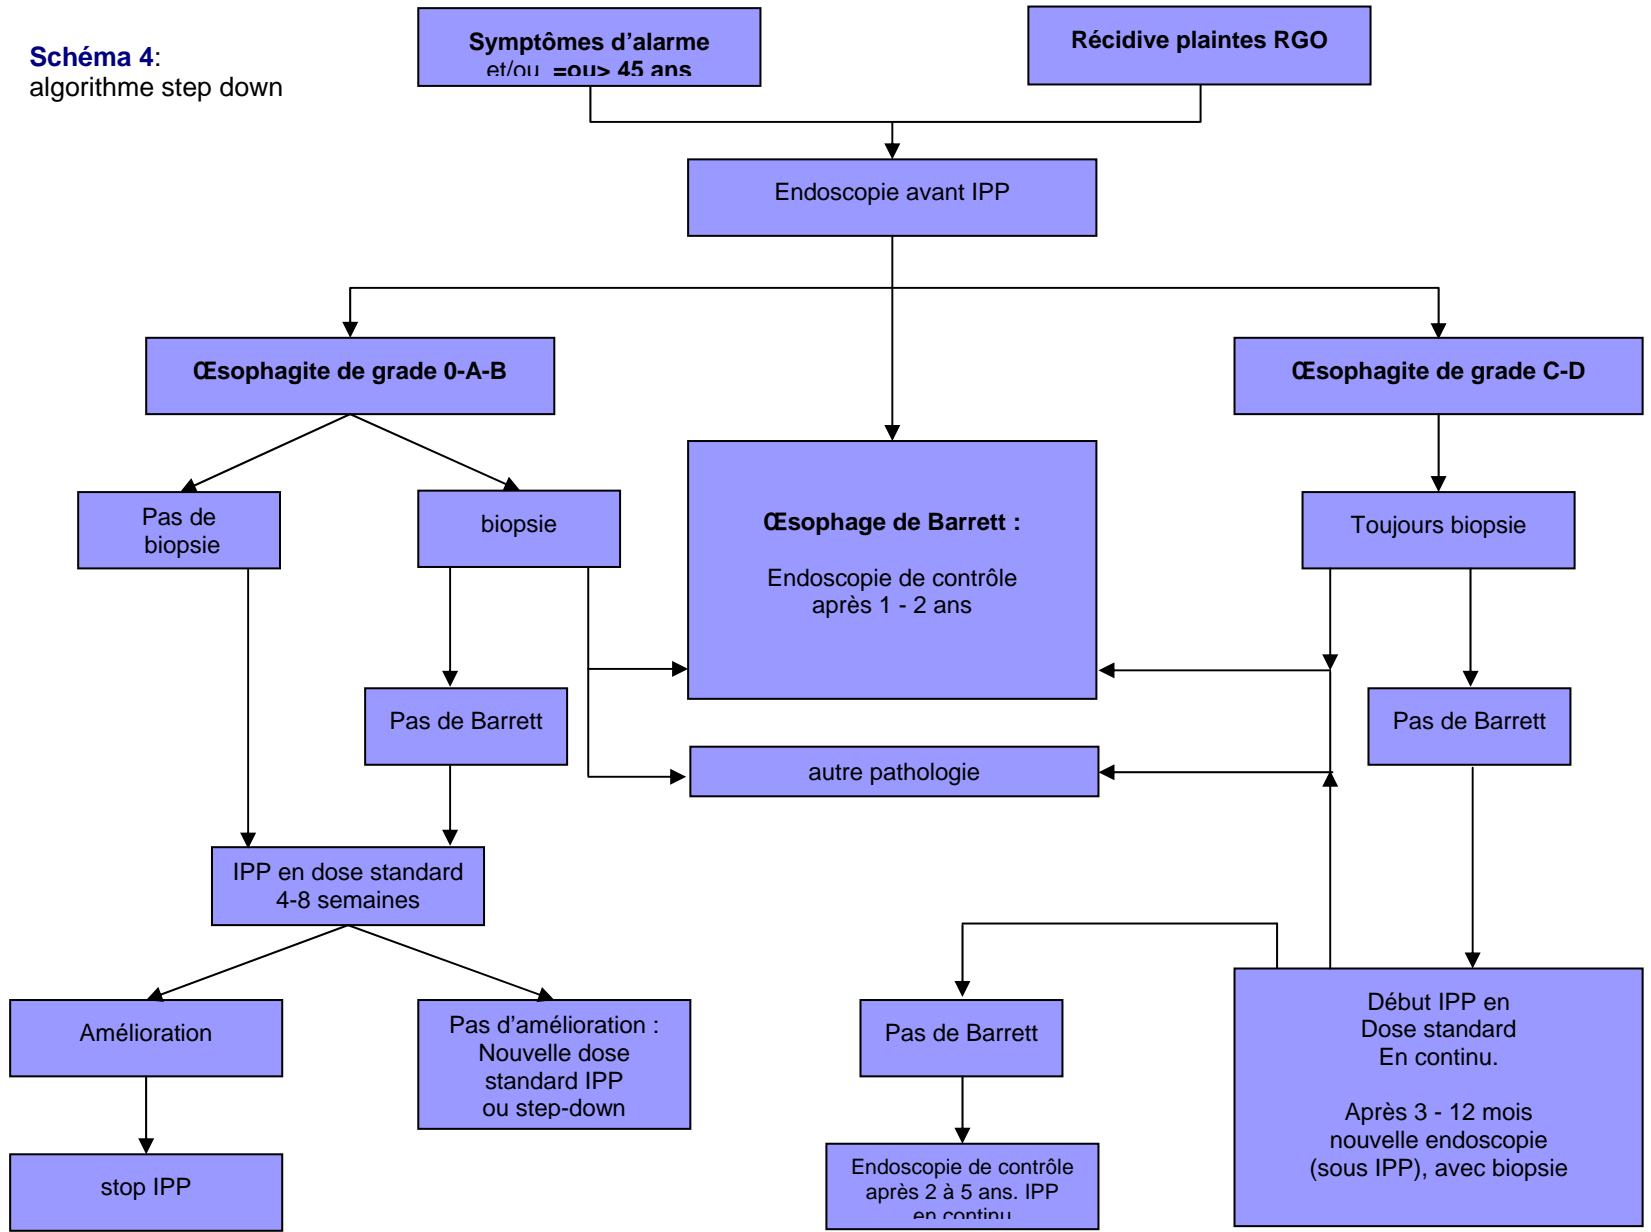 Schéma 4:
algorithme step down
Symptômes d’alarme
et/ou =ou> 45 ans
Récidive plaintes RGO
Endoscopie avant IPP
Œsophagite de grade 0-A-B
Œsophagite de grade C-D
Pas de
biopsie
biopsie
Œsophage de Barrett :
Endoscopie de contrôle
après 1 - 2 ans
Toujours biopsie
Pas de Barrett
Pas de Barrett
autre pathologie
IPP en dose standard
4-8 semaines
Amélioration
Pas d’amélioration :
Nouvelle dose
standard IPP
ou step-down
Pas de Barrett
Début IPP en
Dose standard
En continu.
Après 3 - 12 mois
nouvelle endoscopie
(sous IPP), avec biopsie
stop IPP
Endoscopie de contrôle
après 2 à 5 ans. IPP
en continu